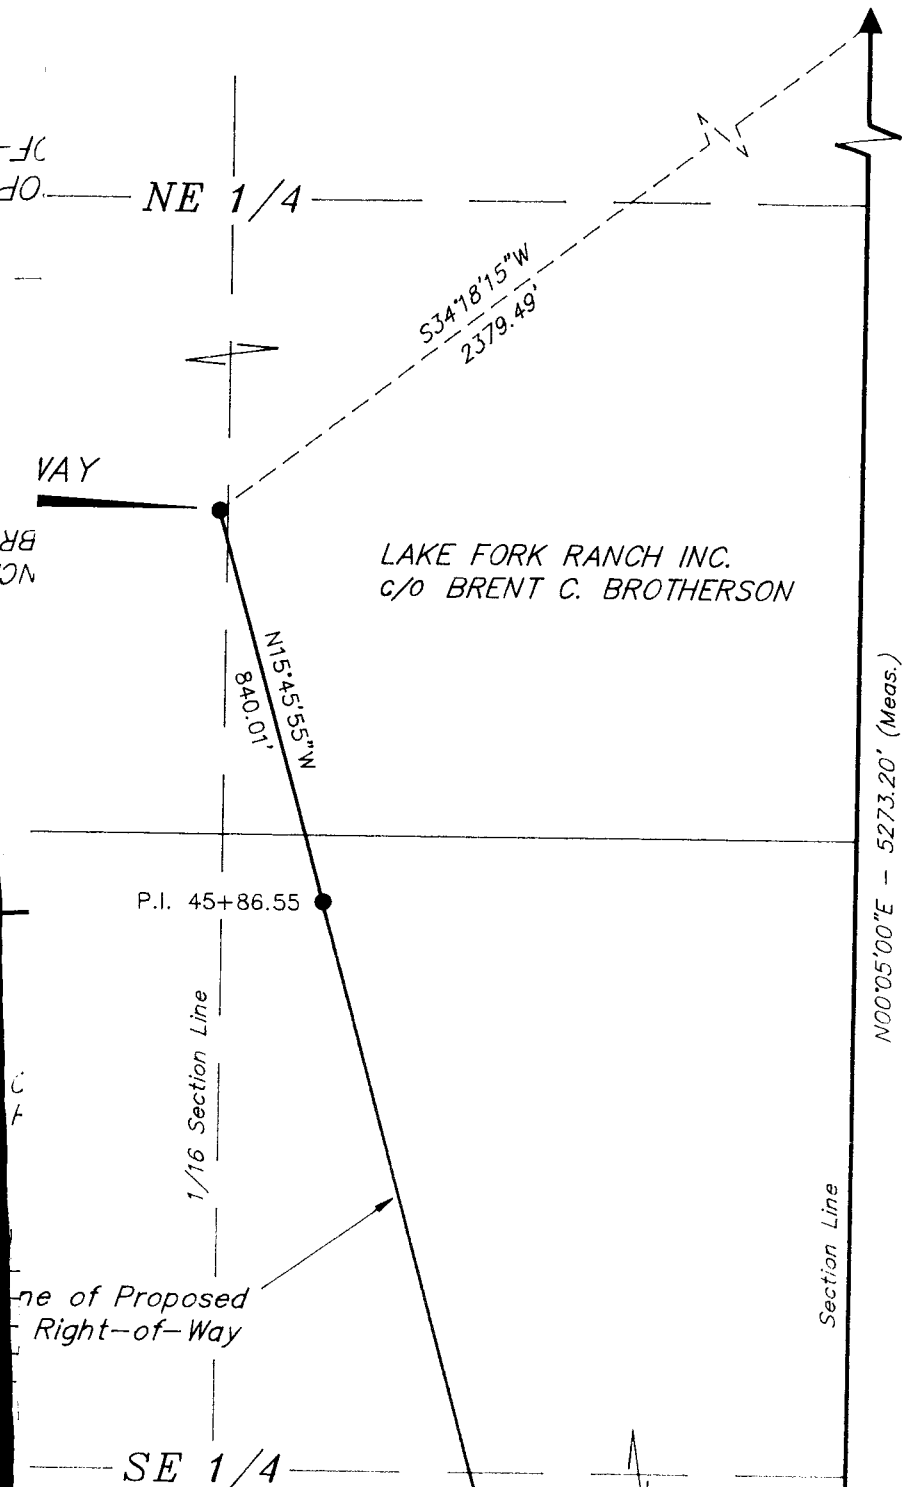 NE 1/4
S34°18'15"W
2379.49'
WAY
LAKE FORK RANCH INC.
c/o BRENT C. BROTHERSON
N15°45'55"W
840.01'
N00°05'00"E - 5273.20' (Meas.)
P.I. 45+86.55
1/16 Section Line
Section Line
ne of Proposed
Right-of-Way
SE 1/4